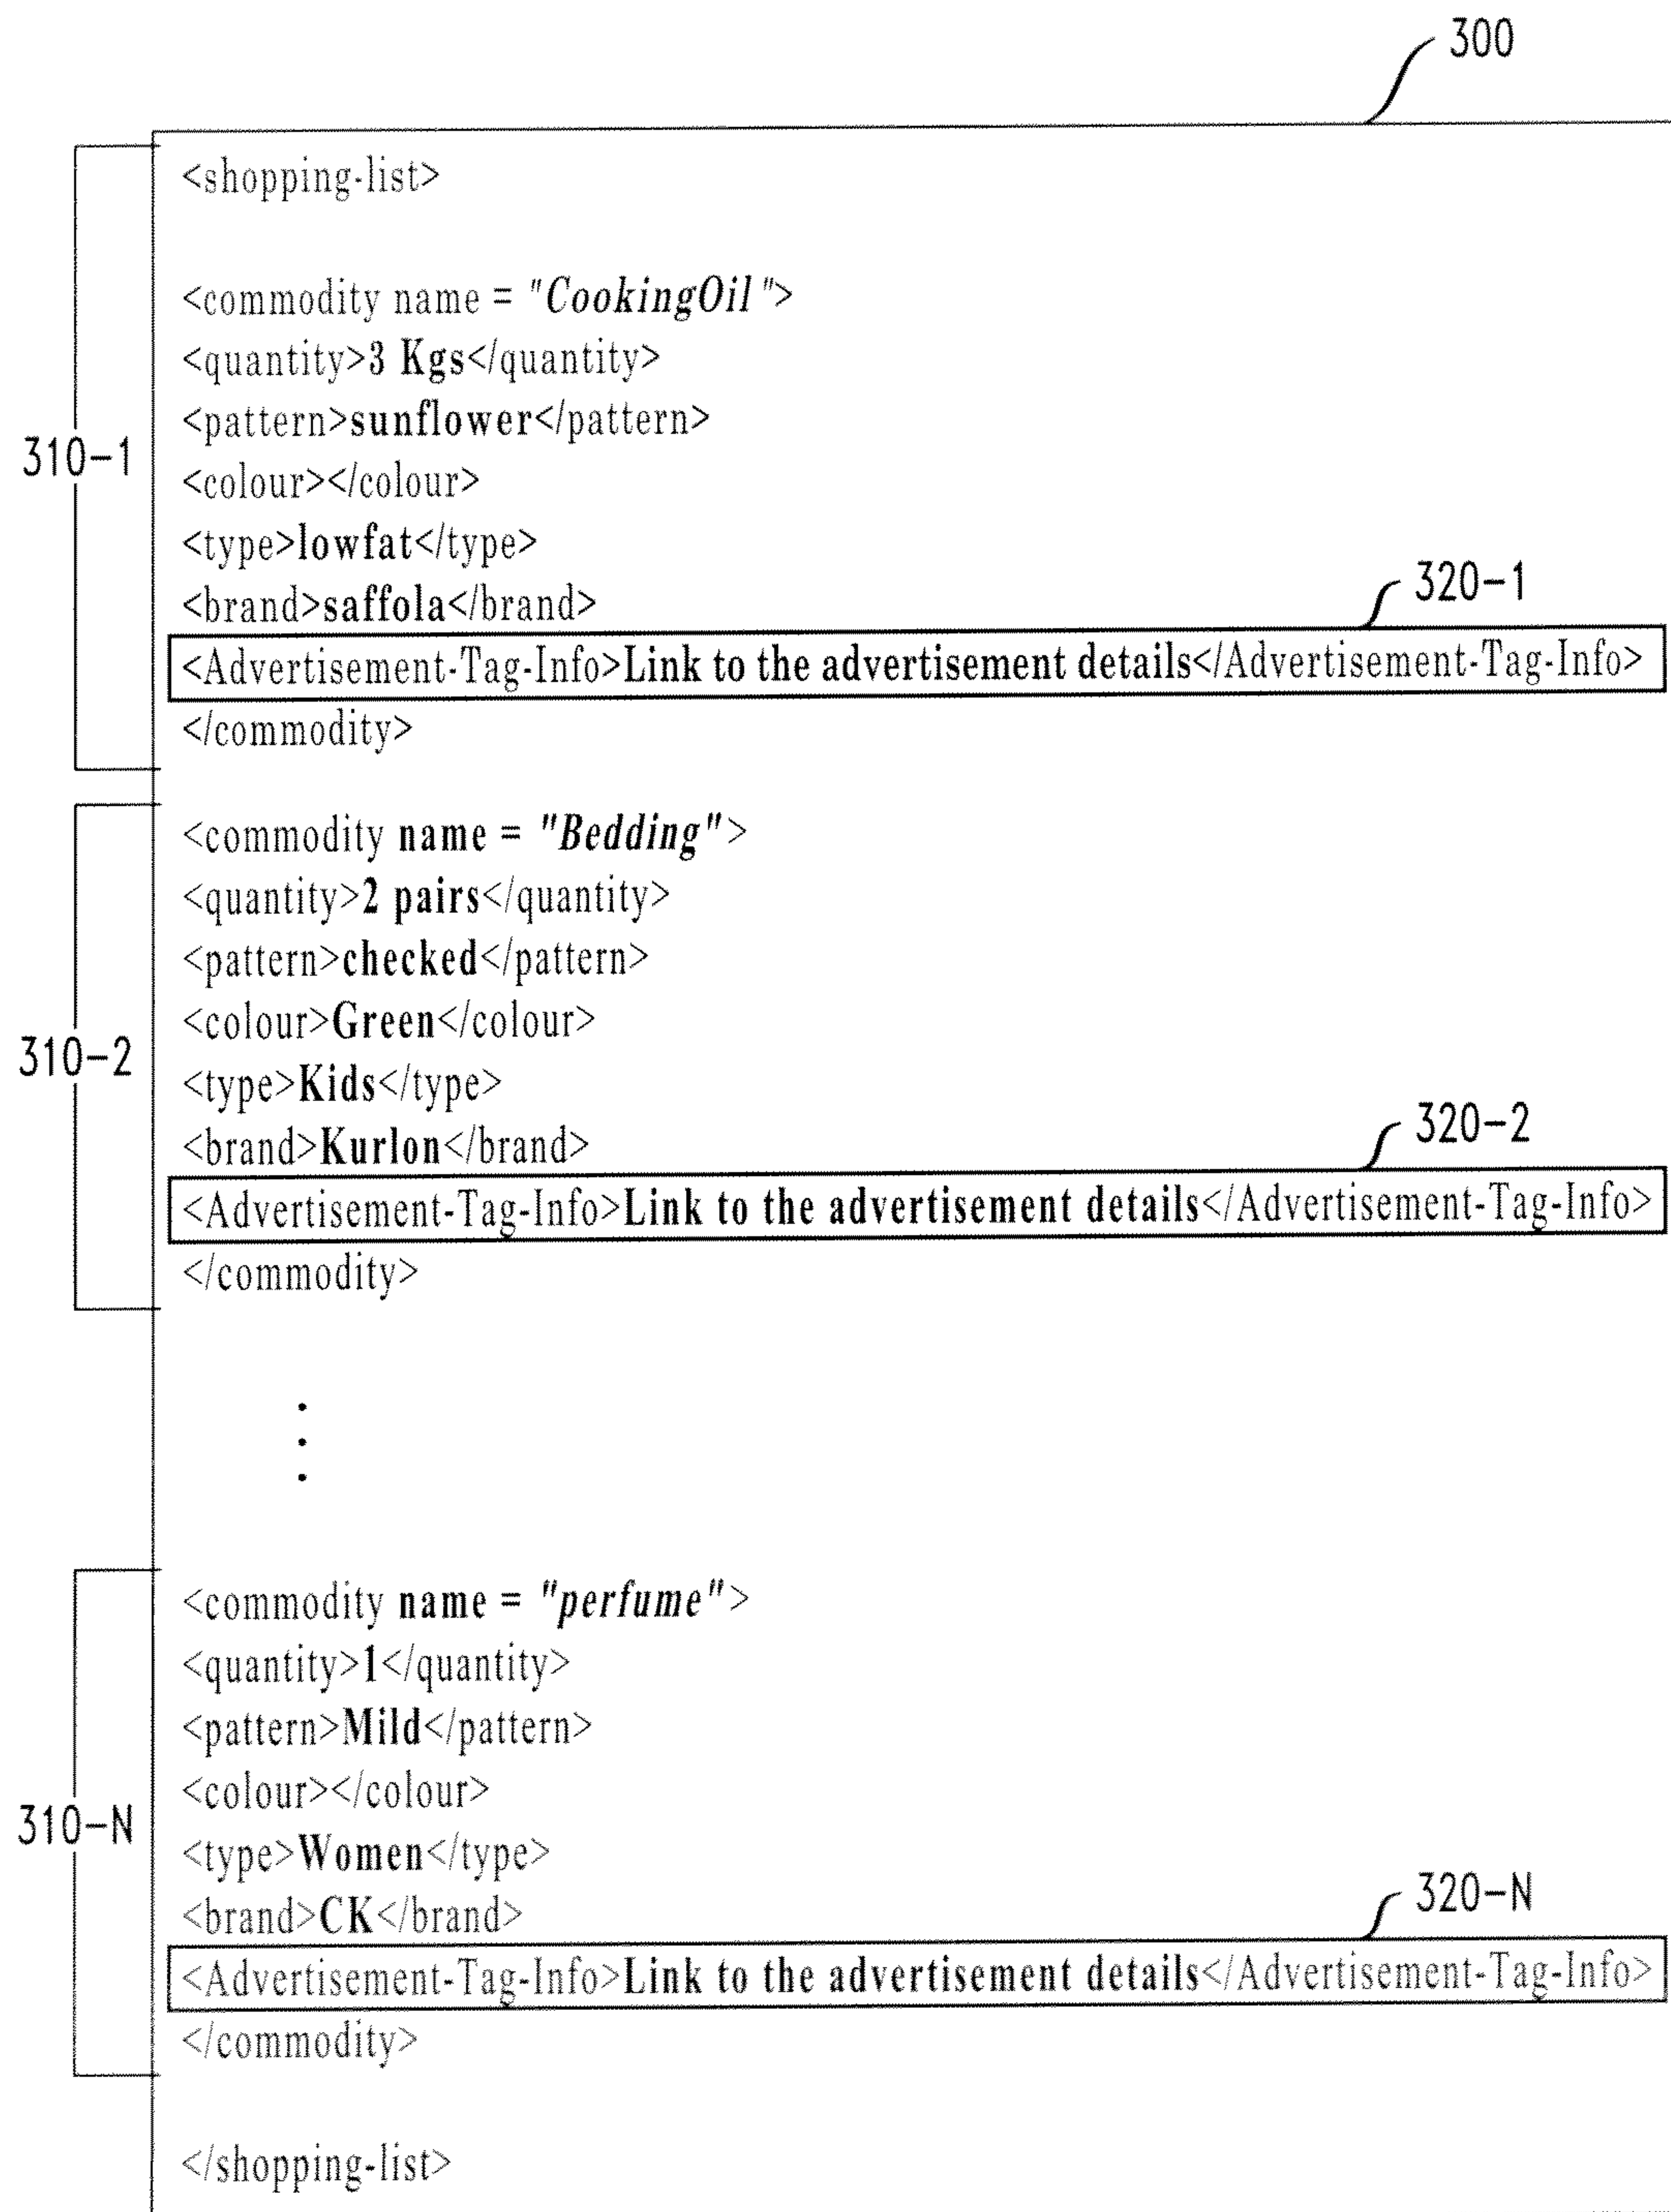 300
<shopping-list>
<commodity name = "CookingOil">
<quantity>3 Kgs</quantity>
<pattern>sunflower</pattern>
310-1
<colour></colour>
<type>lowfat</type>
320-1
<brand>saffola</brand>
<Advertisement-Tag-Info>Link to the advertisement details</Advertisement-Tag-Info>
</commodity>
<commodity name = "Bedding">
<quantity>2 pairs</quantity>
<pattern>checked</pattern>
<colour>Green</colour>
310-2
<type>Kids</type>
320-2
<brand>Kurlon</brand>
<Advertisement-Tag-Info>Link to the advertisement details</Advertisement-Tag-Info>
</commodity>
<commodity name = "perfume">
<quantity>1</quantity>
<pattern>Mild</pattern>
<colour></colour>
310-N
<type>Women</type>
320-N
<brand>CK</brand>
<Advertisement-Tag-Info>Link to the advertisement details</Advertisement-Tag-Info>
</commodity>
</shopping-list>